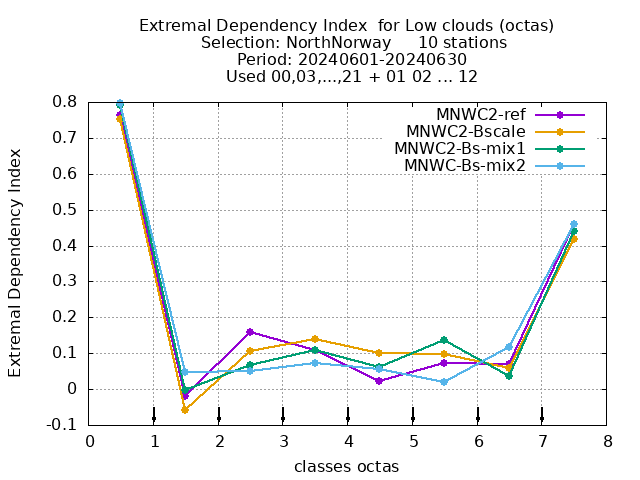 Extremal Dependency Index  for Low clouds (octas)
Selection: NorthNorway     10 stations
Period: 20240601-20240630
Used 00,03,...,21 + 01 02 ... 12
MNWC2-ref
MNWC2-Bscale
MNWC2-Bs-mix1
MNWC-Bs-mix2
Extremal Dependency Index
0.8
0.7
0.6
0.5
0.4
0.3
0.2
0.1
0
-0.1
0 1 2 3 4 5 6 7 8
classes octas